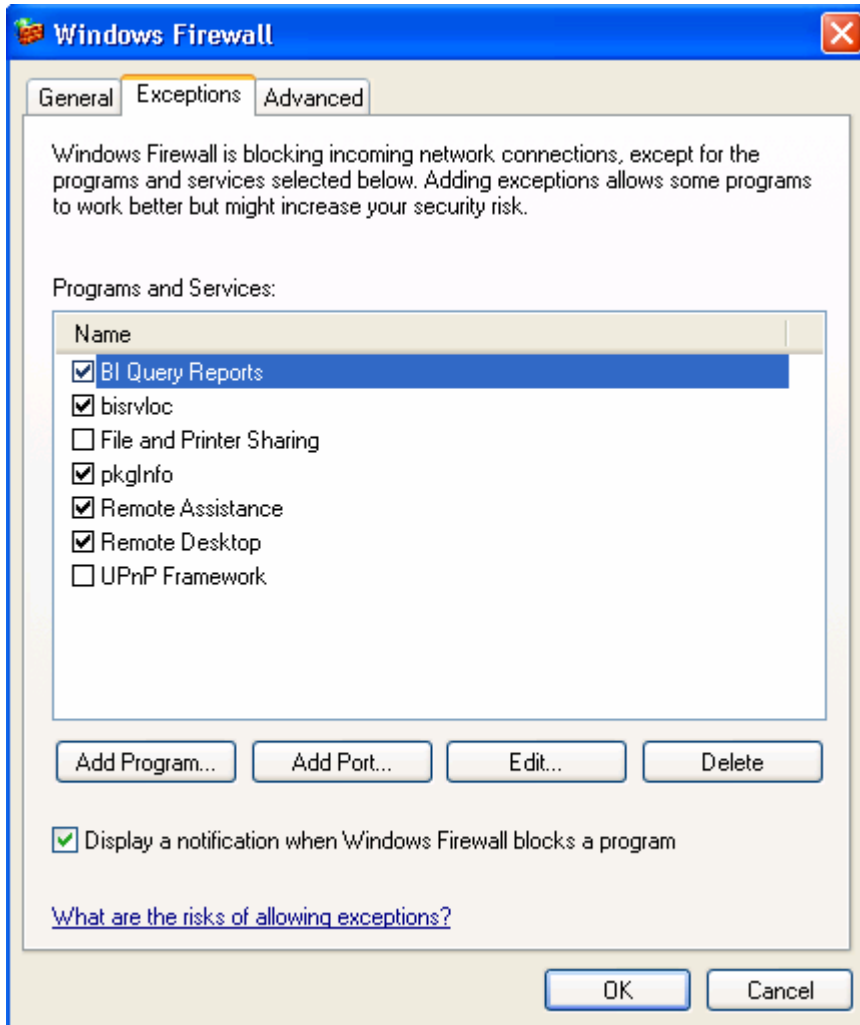 Windows Firewall
General Exceptions Advanced
Windows Firewall is blocking incoming network connections, except for the
programs and services selected below. Adding exceptions allows some programs
to work better but might increase your security risk.
Programs and Services:
Name
BI Query Reports
bisrvloc
File and Printer Sharing
pkgInfo
Remote Assistance
Remote Desktop
UPnP Framework
Add Program... Add Port... Edit... Delete
Display a notification when Windows Firewall blocks a program
What are the risks of allowing exceptions?
OK Cancel